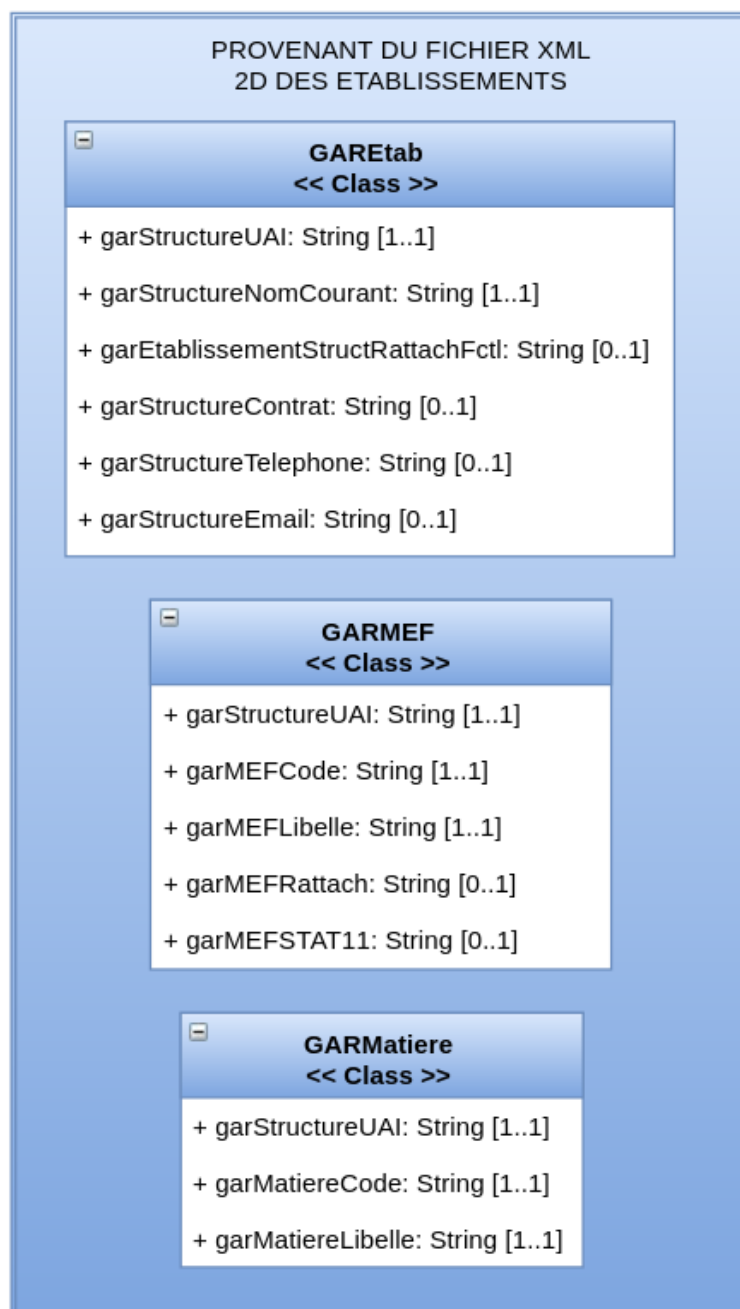 PROVENANT DU FICHIER XML
2D DES ETABLISSEMENTS
GAREtab
<< Class >>
+ garStructureUAI: String [1..1]
+ garStructureNomCourant: String [1..1]
+ garEtablissementStructRattachFctl: String [0..1]
+ garStructureContrat: String [0..1]
+ garStructureTelephone: String [0..1]
+ garStructureEmail: String [0..1]
GARMEF
<< Class >>
+ garStructureUAI: String [1..1]
+ garMEFCode: String [1..1]
+ garMEFLibelle: String [1..1]
+ garMEFRattach: String [0..1]
+ garMEFSTAT11: String [0..1]
GARMatiere
<< Class >>
+ garStructureUAI: String [1..1]
+ garMatiereCode: String [1..1]
+ garMatiereLibelle: String [1..1]